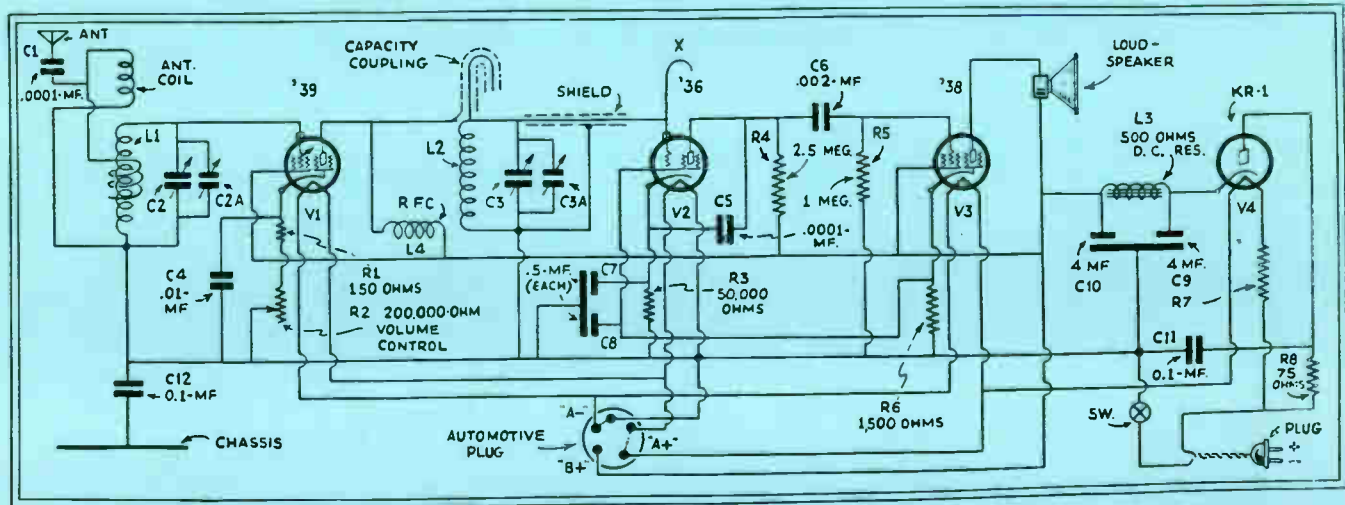 ANT
C1
.0001-MF.
ANT.
COIL
L1
C2
C2A
'39
V1
C4
.01-
MF
R1
150 OHMS
R2 200,000-OHM
VOLUME
CONTROL
C12
0.1-MF
CHASSIS
CAPACITY
COUPLING
RFC
L4
L2
SHIELD
C3
C3A
X
'36
V2
.5-MF.
(EACH)
C7
C8
R3
50,000
OHMS
C5
.0001-
MF.
R4
2.5 MEG.
C6
.002-MF
R5
1 MEG.
'38
V3
R6
1,500 OHMS
"A-"
"A+"
"B+"
AUTOMOTIVE
PLUG
LOUD-
SPEAKER
L3
500 OHMS
D.C. RES.
KR-1
V4
4 MF.
C10
4 MF.
C9
R7
C11
0.1-MF.
R8
75
OHMS
SW.
PLUG
+
-